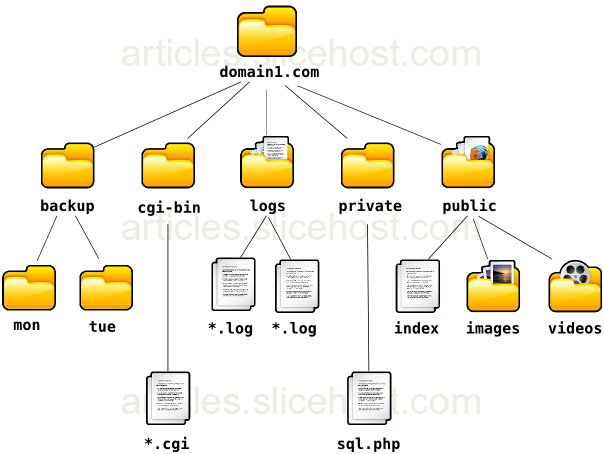 articles.slicehost.com
domain1.com
backup cgi-bin logs private public
articles.slicehost.com
mon tue *.log *.log index images videos
articles.slicehost.com
*.cgi sql.php